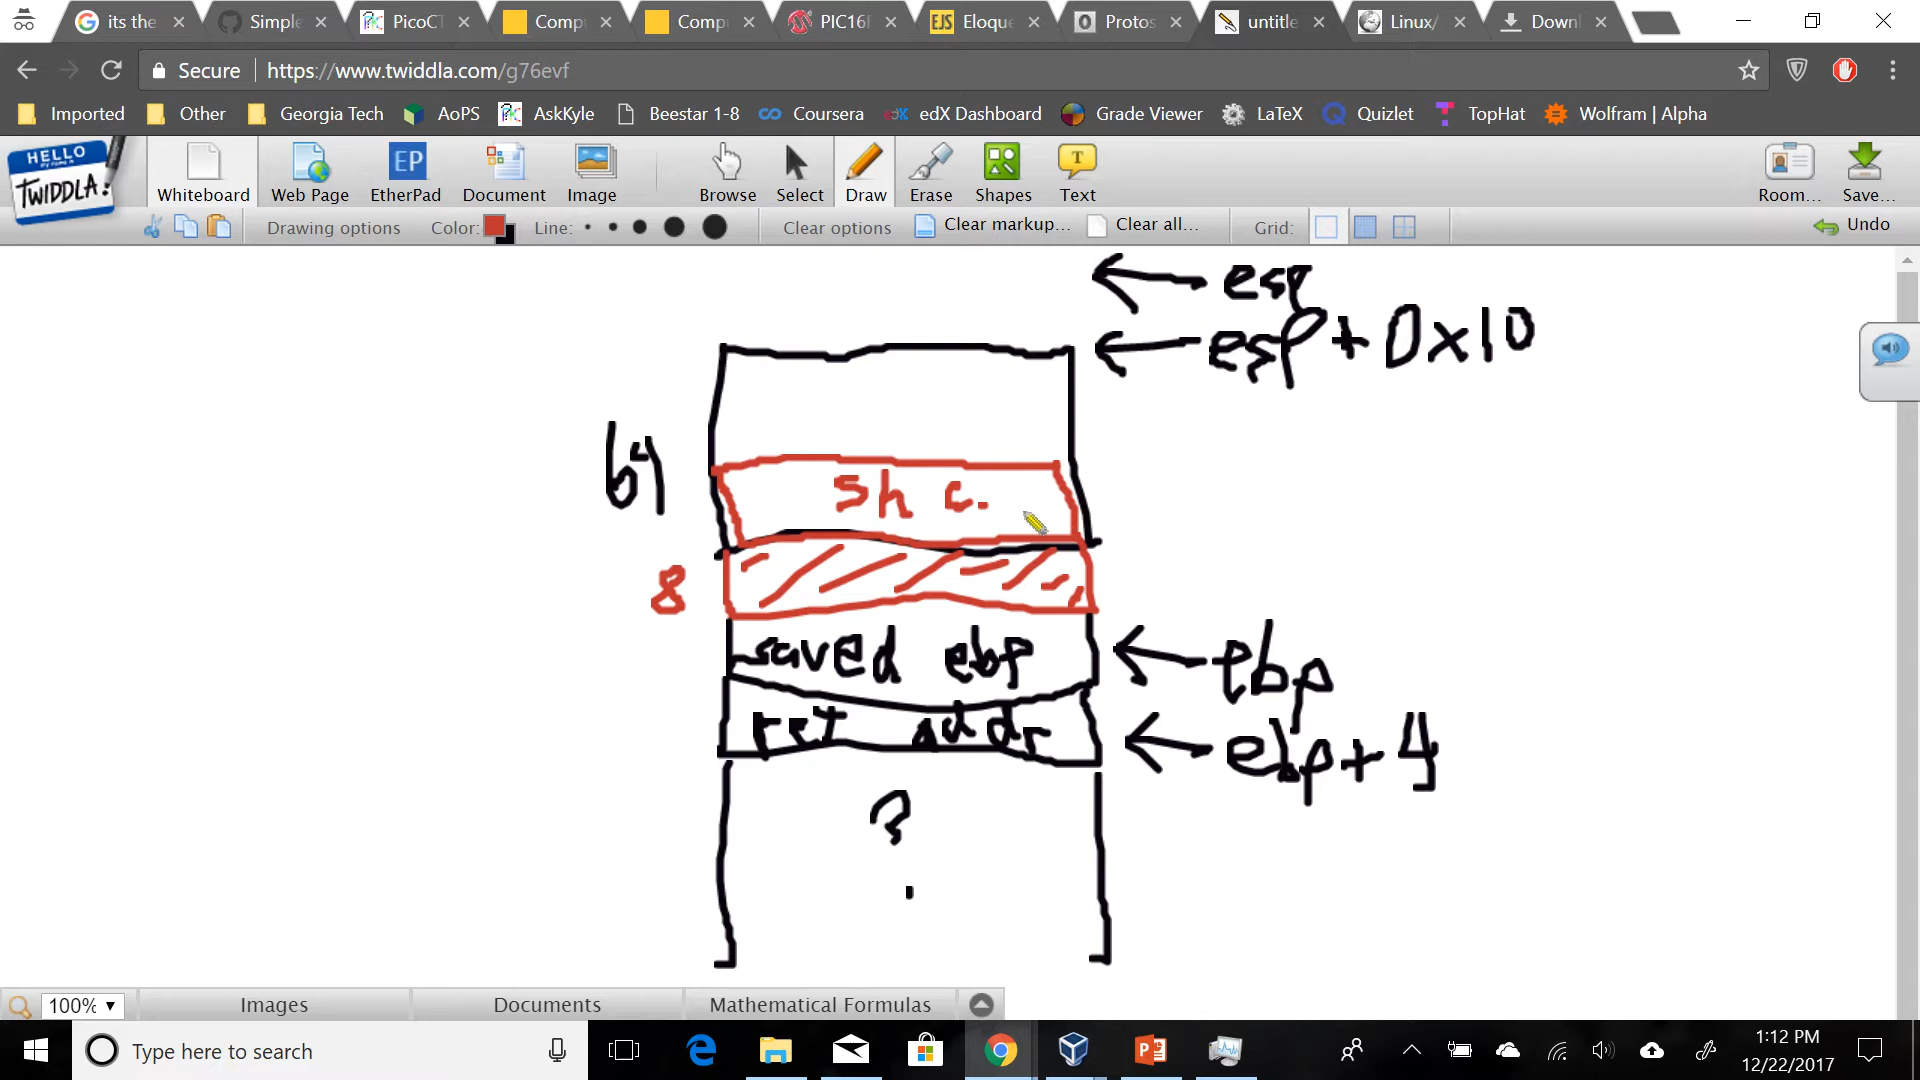 its the
Simple
PicoCT
Comp
Comp
PIC16F
Eloque
Protos
untitle
Linux/
Downl
Secure
https://www.twiddla.com/g76evf
Imported
Other
Georgia Tech
AoPS
AskKyle
Beestar 1-8
Coursera
edX Dashboard
Grade Viewer
LaTeX
Quizlet
TopHat
Wolfram | Alpha
HELLO
TWIDDLA!
Whiteboard
Web Page
EtherPad
Document
Image
Browse
Select
Draw
Erase
Shapes
Text
Room...
Save...
Drawing options
Color:
Line:
Clear options
Clear markup...
Clear all...
Grid:
Undo
esp
esp + 0x10
64
sh c.
8
saved ebp
ebp
ret addr
ebp + 4
?
100%
Images
Documents
Mathematical Formulas
Type here to search
1:12 PM
12/22/2017